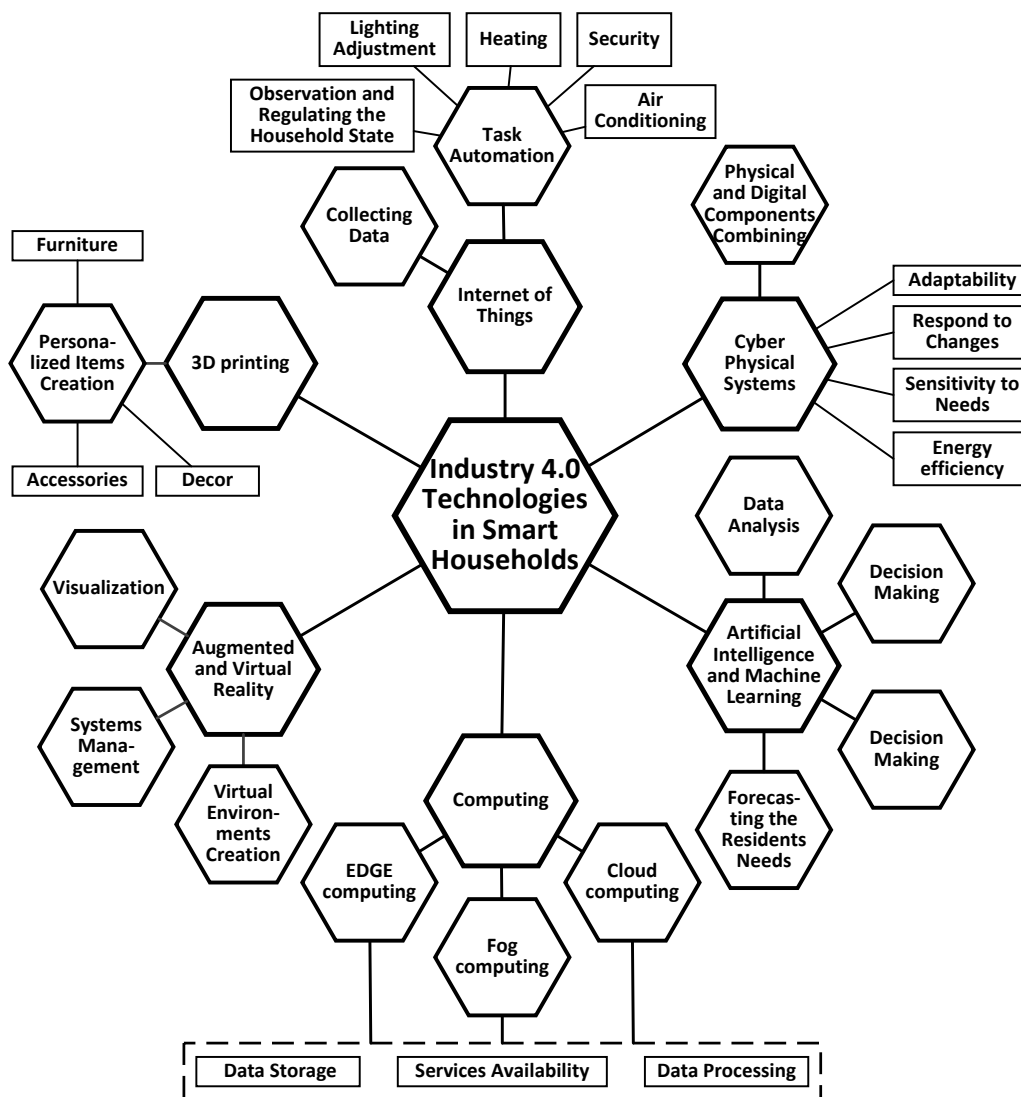 Lighting
Adjustment
Heating
Security
Observation and
Regulating the
Household State
Air
Conditioning
Task
Automation
Physical
and Digital
Components
Combining
Collecting
Data
Internet of
Things
Furniture
Persona-
lized Items
Creation
3D printing
Accessories
Decor
Cyber
Physical
Systems
Adaptability
Respond to
Changes
Sensitivity to
Needs
Energy
efficiency
Industry 4.0
Technologies
in Smart
Households
Data
Analysis
Decision
Making
Artificial
Intelligence
and Machine
Learning
Decision
Making
Forecas-
ting the
Residents
Needs
Visualization
Augmented
and Virtual
Reality
Systems
Mana-
gement
Virtual
Environ-
ments
Creation
Computing
EDGE
computing
Fog
computing
Cloud
computing
Data Storage
Services Availability
Data Processing